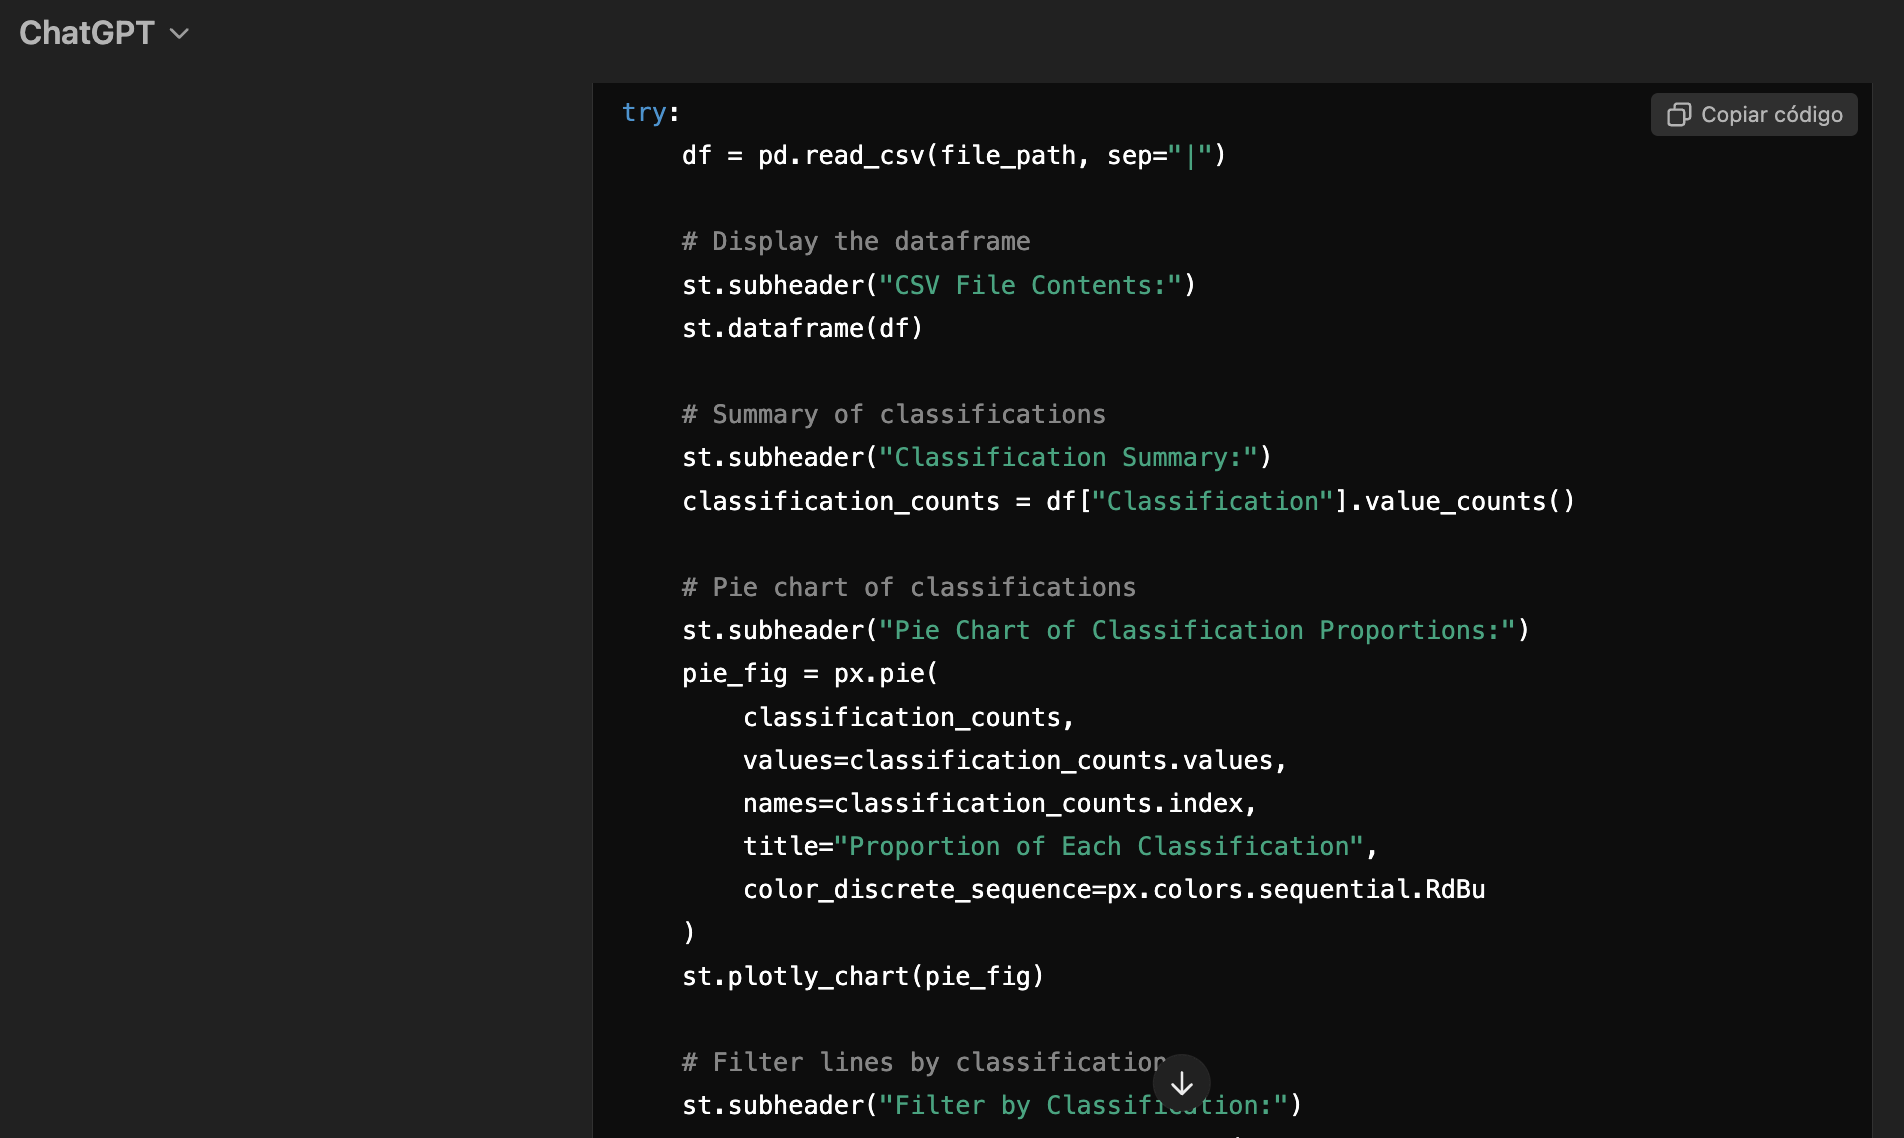 ChatGPT
Copiar código
try:
    df = pd.read_csv(file_path, sep="|")
    # Display the dataframe
    st.subheader("CSV File Contents:")
    st.dataframe(df)
    # Summary of classifications
    st.subheader("Classification Summary:")
    classification_counts = df["Classification"].value_counts()
    # Pie chart of classifications
    st.subheader("Pie Chart of Classification Proportions:")
    pie_fig = px.pie(
        classification_counts,
        values=classification_counts.values,
        names=classification_counts.index,
        title="Proportion of Each Classification",
        color_discrete_sequence=px.colors.sequential.RdBu
    )
    st.plotly_chart(pie_fig)
    # Filter lines by classification
    st.subheader("Filter by Classification:")